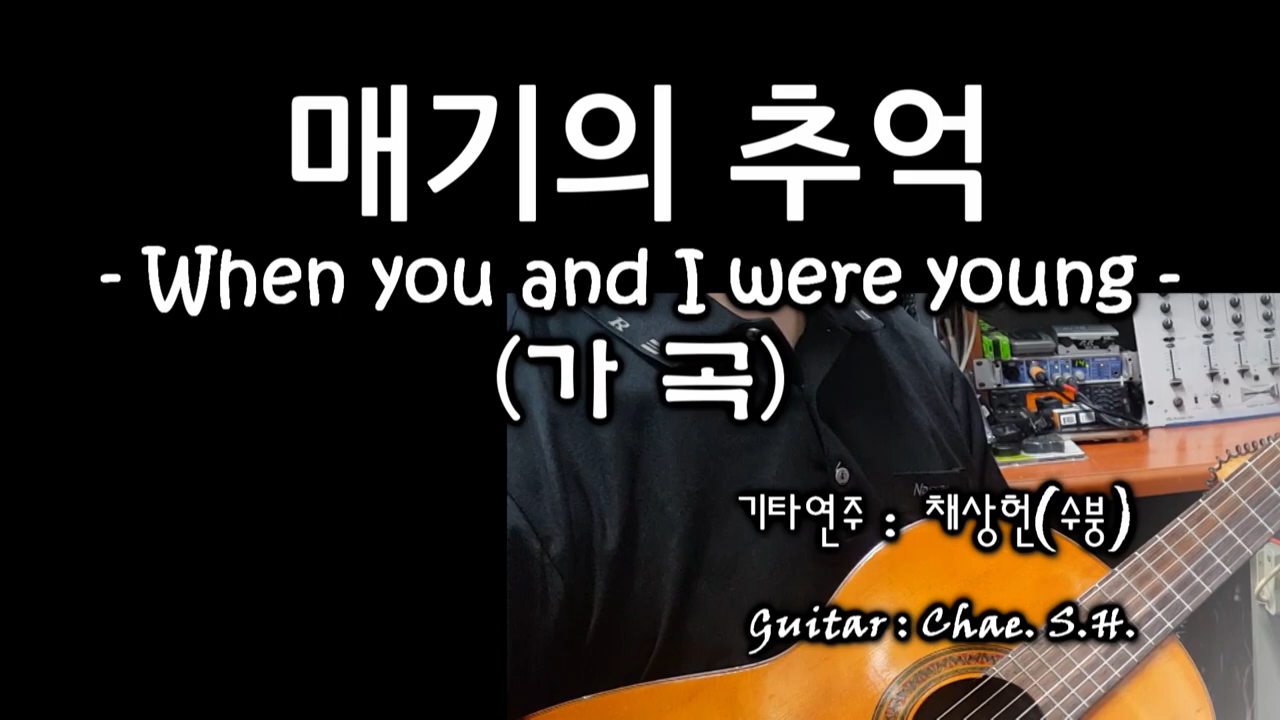 매기의 추억
- When you and I were young -
(가 곡)
기타연주 : 채상헌(수붕)
Guitar : Chae. S.H.